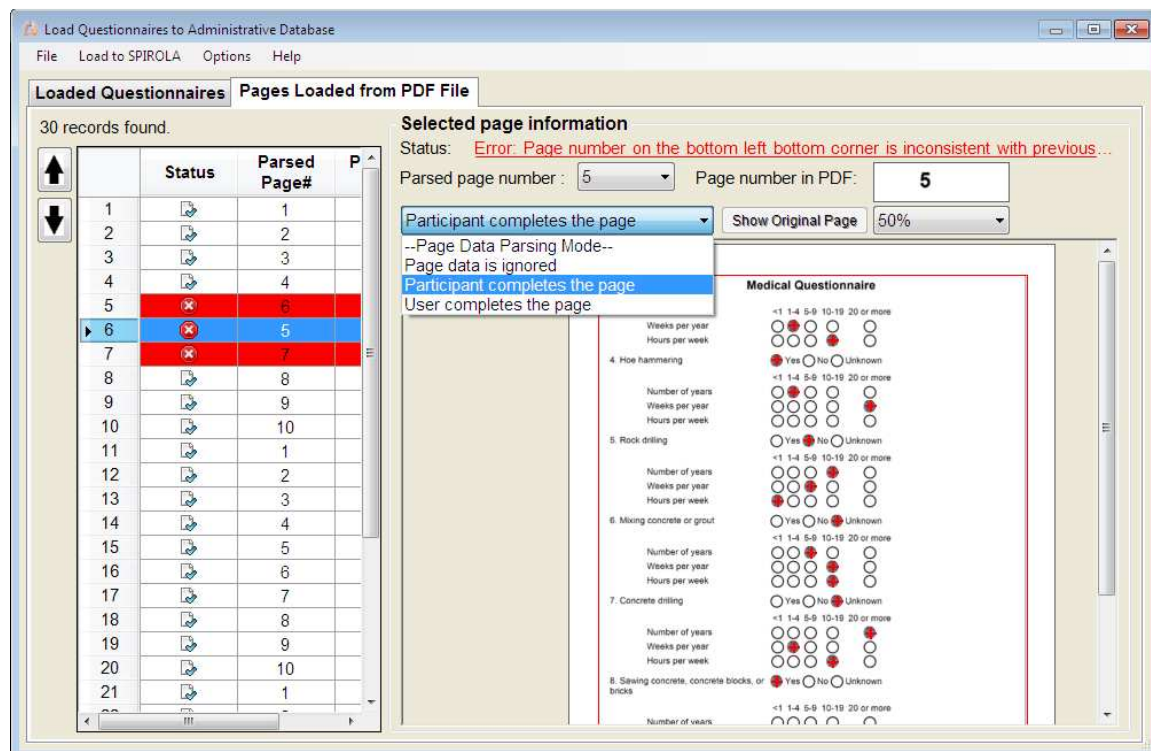 Load Questionnaires to Administrative Database
File Load to SPIROLA Options Help
Loaded Questionnaires Pages Loaded from PDF File
30 records found.
Status Parsed Page# P
1 1
2 2
3 3
4 4
5 6
6 5
7 7
8 8
9 9
10 10
11 1
12 2
13 3
14 4
15 5
16 6
17 7
18 8
19 9
20 10
21 1
Selected page information
Status: Error: Page number on the bottom left bottom corner is inconsistent with previous...
Parsed page number : 5 Page number in PDF: 5
Participant completes the page Show Original Page 50%
--Page Data Parsing Mode--
Page data is ignored
Participant completes the page
User completes the page
Medical Questionnaire
<1 1-4 5-9 10-19 20 or more
Weeks per year
Hours per week
4. Hoe hammering Yes No Unknown
<1 1-4 5-9 10-19 20 or more
Number of years
Weeks per year
Hours per week
5. Rock drilling Yes No Unknown
<1 1-4 5-9 10-19 20 or more
Number of years
Weeks per year
Hours per week
6. Mixing concrete or grout Yes No Unknown
<1 1-4 5-9 10-19 20 or more
Number of years
Weeks per year
Hours per week
7. Concrete drilling Yes No Unknown
<1 1-4 5-9 10-19 20 or more
Number of years
Weeks per year
Hours per week
8. Sawing concrete, concrete blocks, or Yes No Unknown
bricks
<1 1-4 5-9 10-19 20 or more
Number of years